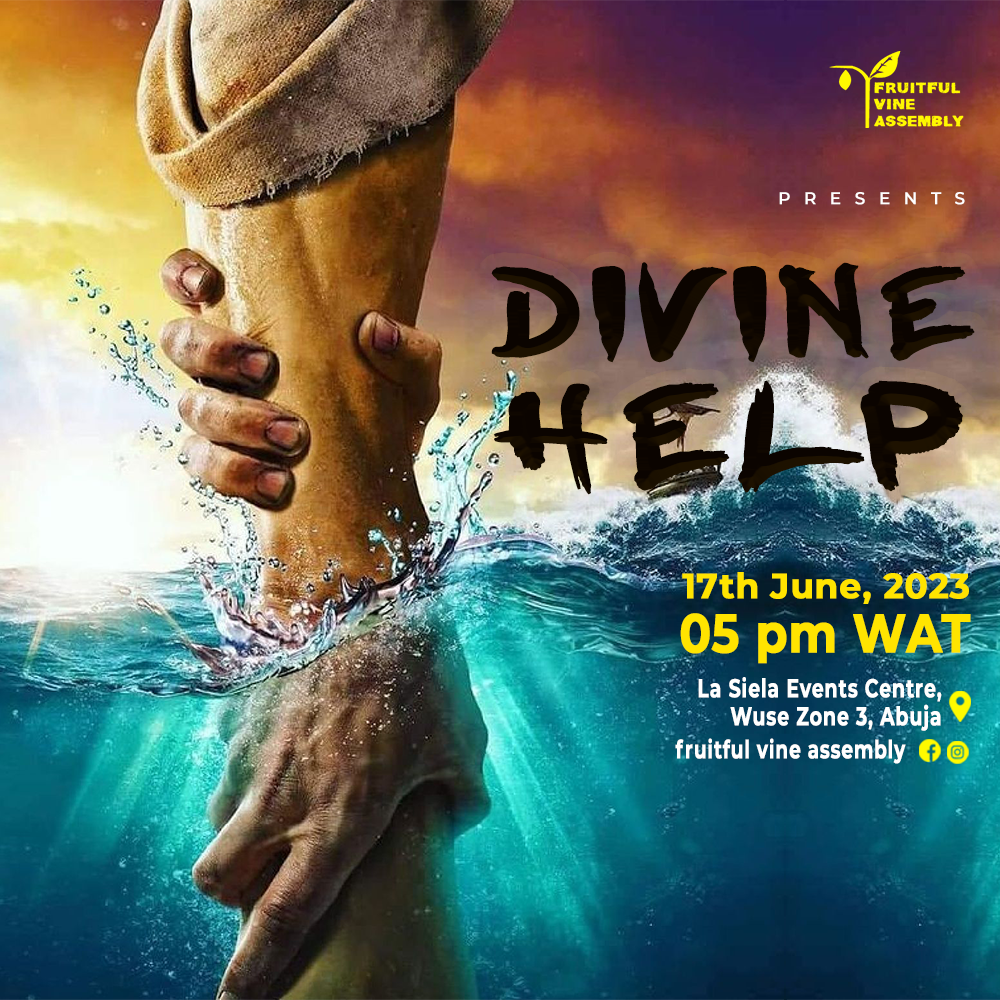 FRUITFUL
VINE
ASSEMBLY
PRESENTS
DIVINE
HELP
17th June, 2023
05 pm WAT
La Siela Events Centre,
Wuse Zone 3, Abuja
fruitful vine assembly